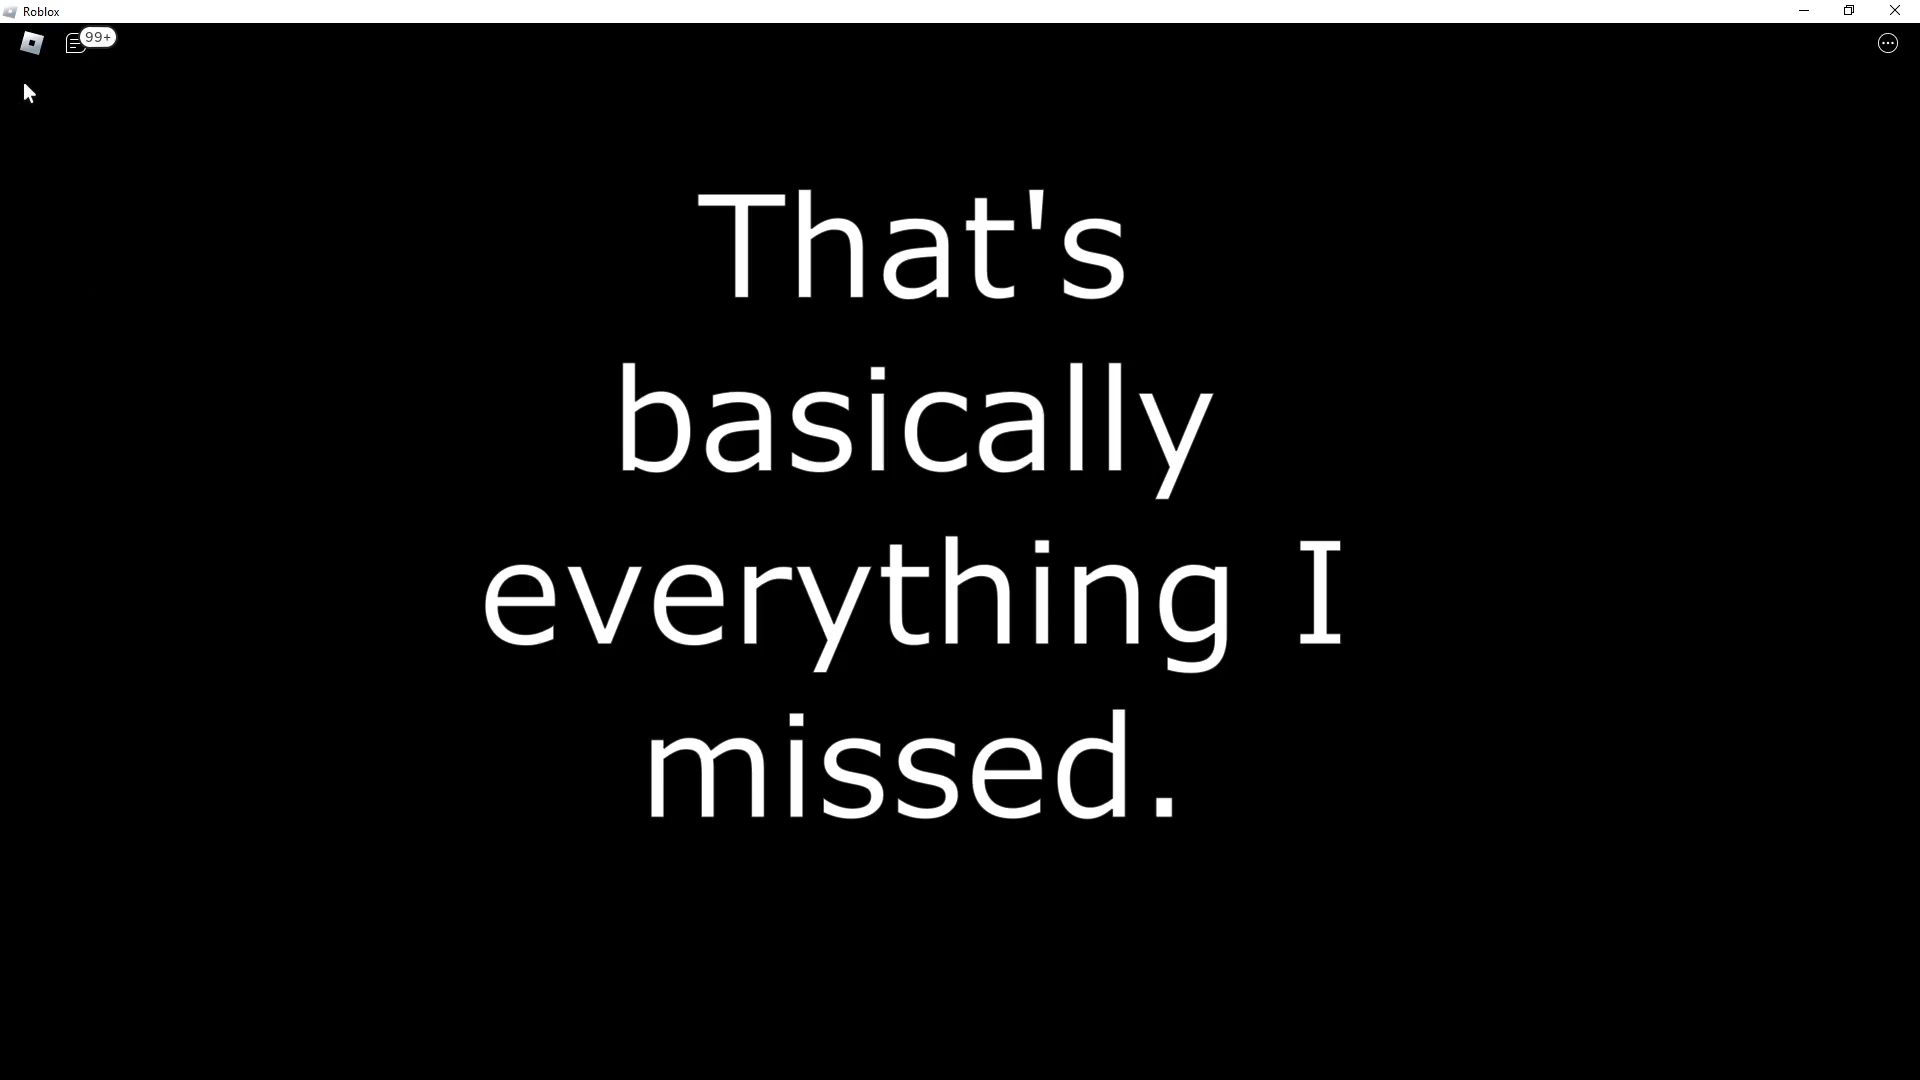 Roblox
99+
That's
basically
everything I
missed.